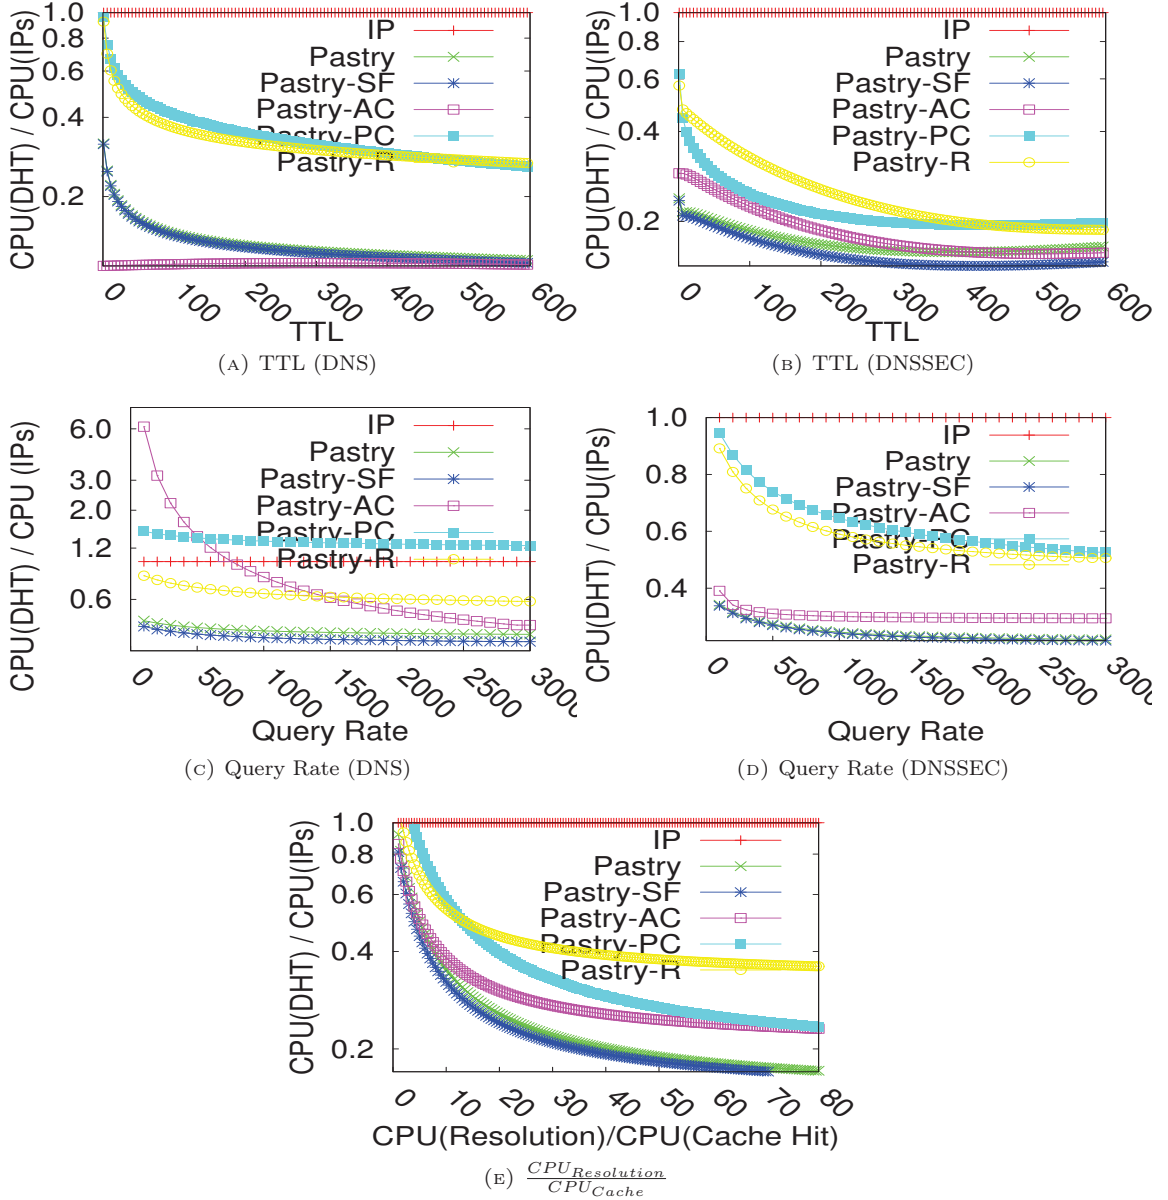 CPU(DHT) / CPU(IPs)
1.0
0.8
0.6
0.4
0.2
IP
Pastry
Pastry-SF
Pastry-AC
Pastry-PC
Pastry-R
0
100
200
300
400
500
600
TTL
(A) TTL (DNS)
CPU(DHT) / CPU(IPs)
1.0
0.8
0.6
0.4
0.2
IP
Pastry
Pastry-SF
Pastry-AC
Pastry-PC
Pastry-R
0
100
200
300
400
500
600
TTL
(B) TTL (DNSSEC)
CPU(DHT) / CPU (IPs)
6.0
3.0
2.0
1.2
0.6
IP
Pastry
Pastry-SF
Pastry-AC
Pastry-PC
Pastry-R
0
500
1000
1500
2000
2500
3000
Query Rate
(C) Query Rate (DNS)
CPU(DHT) / CPU(IPs)
1.0
0.8
0.6
0.4
IP
Pastry
Pastry-SF
Pastry-AC
Pastry-PC
Pastry-R
0
500
1000
1500
2000
2500
3000
Query Rate
(D) Query Rate (DNSSEC)
CPU(DHT) / CPU(IPs)
1.0
0.8
0.6
0.4
0.2
IP
Pastry
Pastry-SF
Pastry-AC
Pastry-PC
Pastry-R
0
10
20
30
40
50
60
70
80
CPU(Resolution)/CPU(Cache Hit)
(E) CPU_Resolution / CPU_Cache